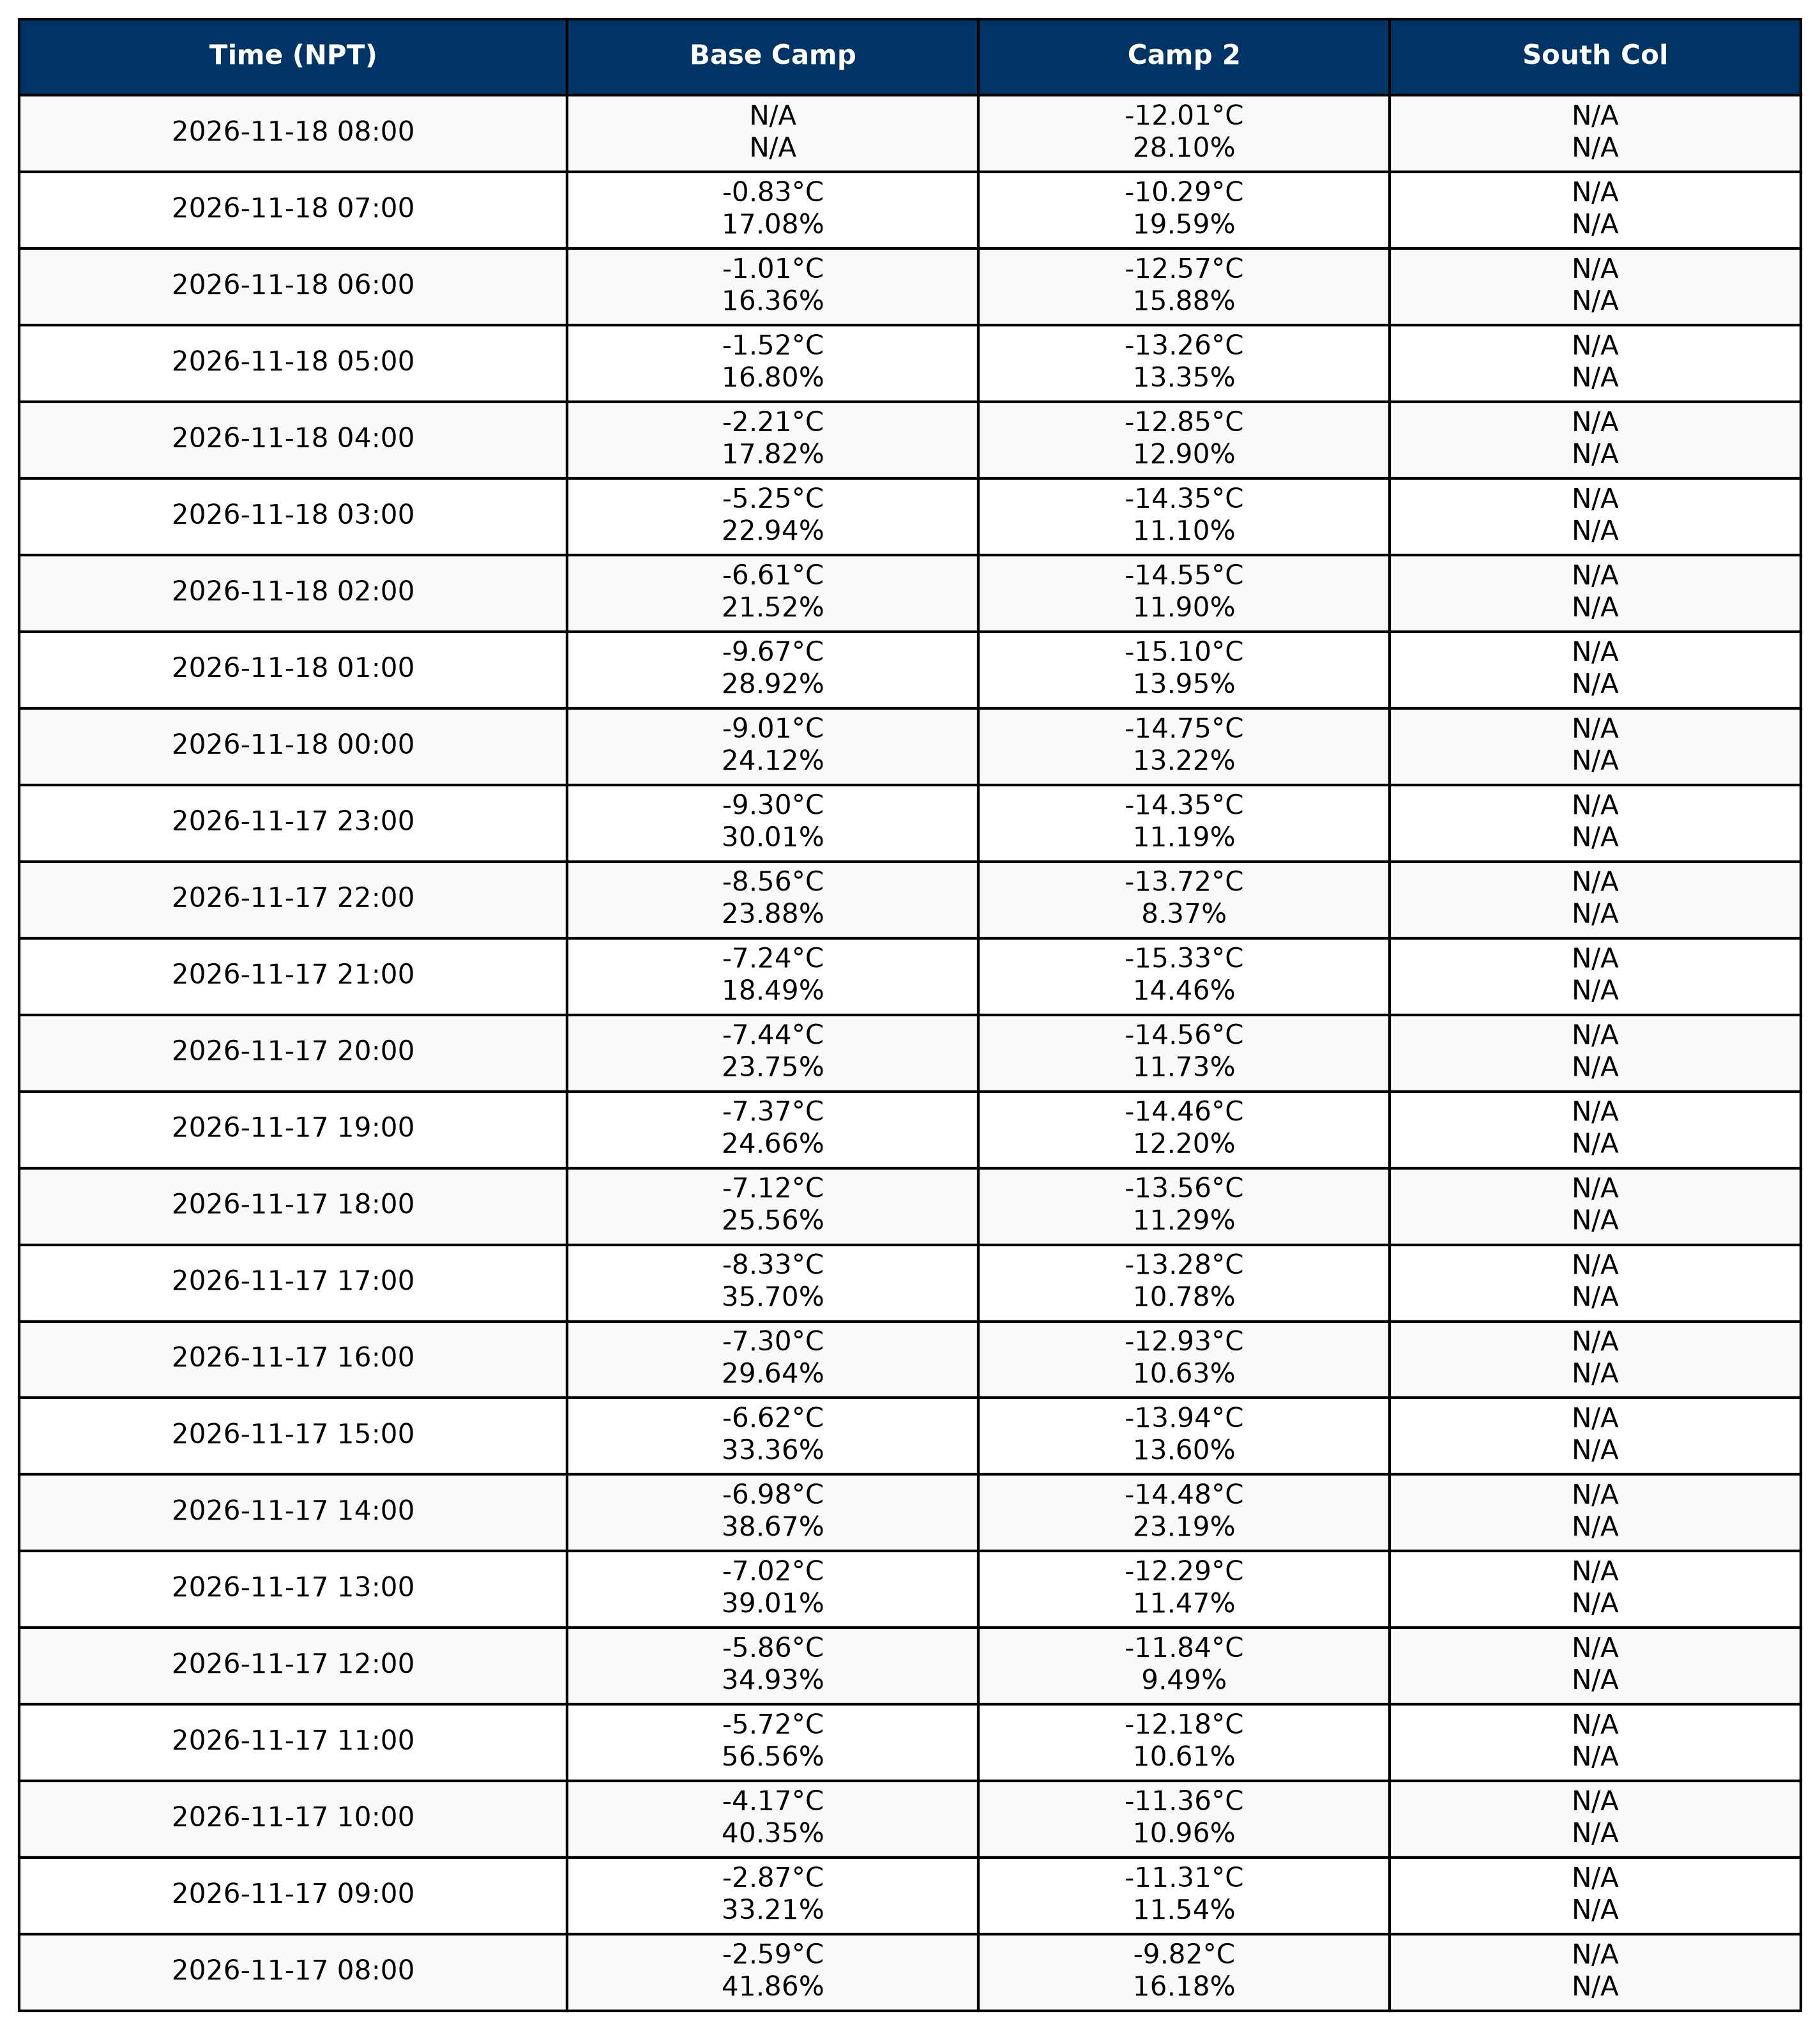 Time (NPT) Base Camp Camp 2 South Col
2026-11-18 08:00 N/A -12.01°C N/A
N/A 28.10% N/A
2026-11-18 07:00 -0.83°C -10.29°C N/A
17.08% 19.59% N/A
2026-11-18 06:00 -1.01°C -12.57°C N/A
16.36% 15.88% N/A
2026-11-18 05:00 -1.52°C -13.26°C N/A
16.80% 13.35% N/A
2026-11-18 04:00 -2.21°C -12.85°C N/A
17.82% 12.90% N/A
2026-11-18 03:00 -5.25°C -14.35°C N/A
22.94% 11.10% N/A
2026-11-18 02:00 -6.61°C -14.55°C N/A
21.52% 11.90% N/A
2026-11-18 01:00 -9.67°C -15.10°C N/A
28.92% 13.95% N/A
2026-11-18 00:00 -9.01°C -14.75°C N/A
24.12% 13.22% N/A
2026-11-17 23:00 -9.30°C -14.35°C N/A
30.01% 11.19% N/A
2026-11-17 22:00 -8.56°C -13.72°C N/A
23.88% 8.37% N/A
2026-11-17 21:00 -7.24°C -15.33°C N/A
18.49% 14.46% N/A
2026-11-17 20:00 -7.44°C -14.56°C N/A
23.75% 11.73% N/A
2026-11-17 19:00 -7.37°C -14.46°C N/A
24.66% 12.20% N/A
2026-11-17 18:00 -7.12°C -13.56°C N/A
25.56% 11.29% N/A
2026-11-17 17:00 -8.33°C -13.28°C N/A
35.70% 10.78% N/A
2026-11-17 16:00 -7.30°C -12.93°C N/A
29.64% 10.63% N/A
2026-11-17 15:00 -6.62°C -13.94°C N/A
33.36% 13.60% N/A
2026-11-17 14:00 -6.98°C -14.48°C N/A
38.67% 23.19% N/A
2026-11-17 13:00 -7.02°C -12.29°C N/A
39.01% 11.47% N/A
2026-11-17 12:00 -5.86°C -11.84°C N/A
34.93% 9.49% N/A
2026-11-17 11:00 -5.72°C -12.18°C N/A
56.56% 10.61% N/A
2026-11-17 10:00 -4.17°C -11.36°C N/A
40.35% 10.96% N/A
2026-11-17 09:00 -2.87°C -11.31°C N/A
33.21% 11.54% N/A
2026-11-17 08:00 -2.59°C -9.82°C N/A
41.86% 16.18% N/A